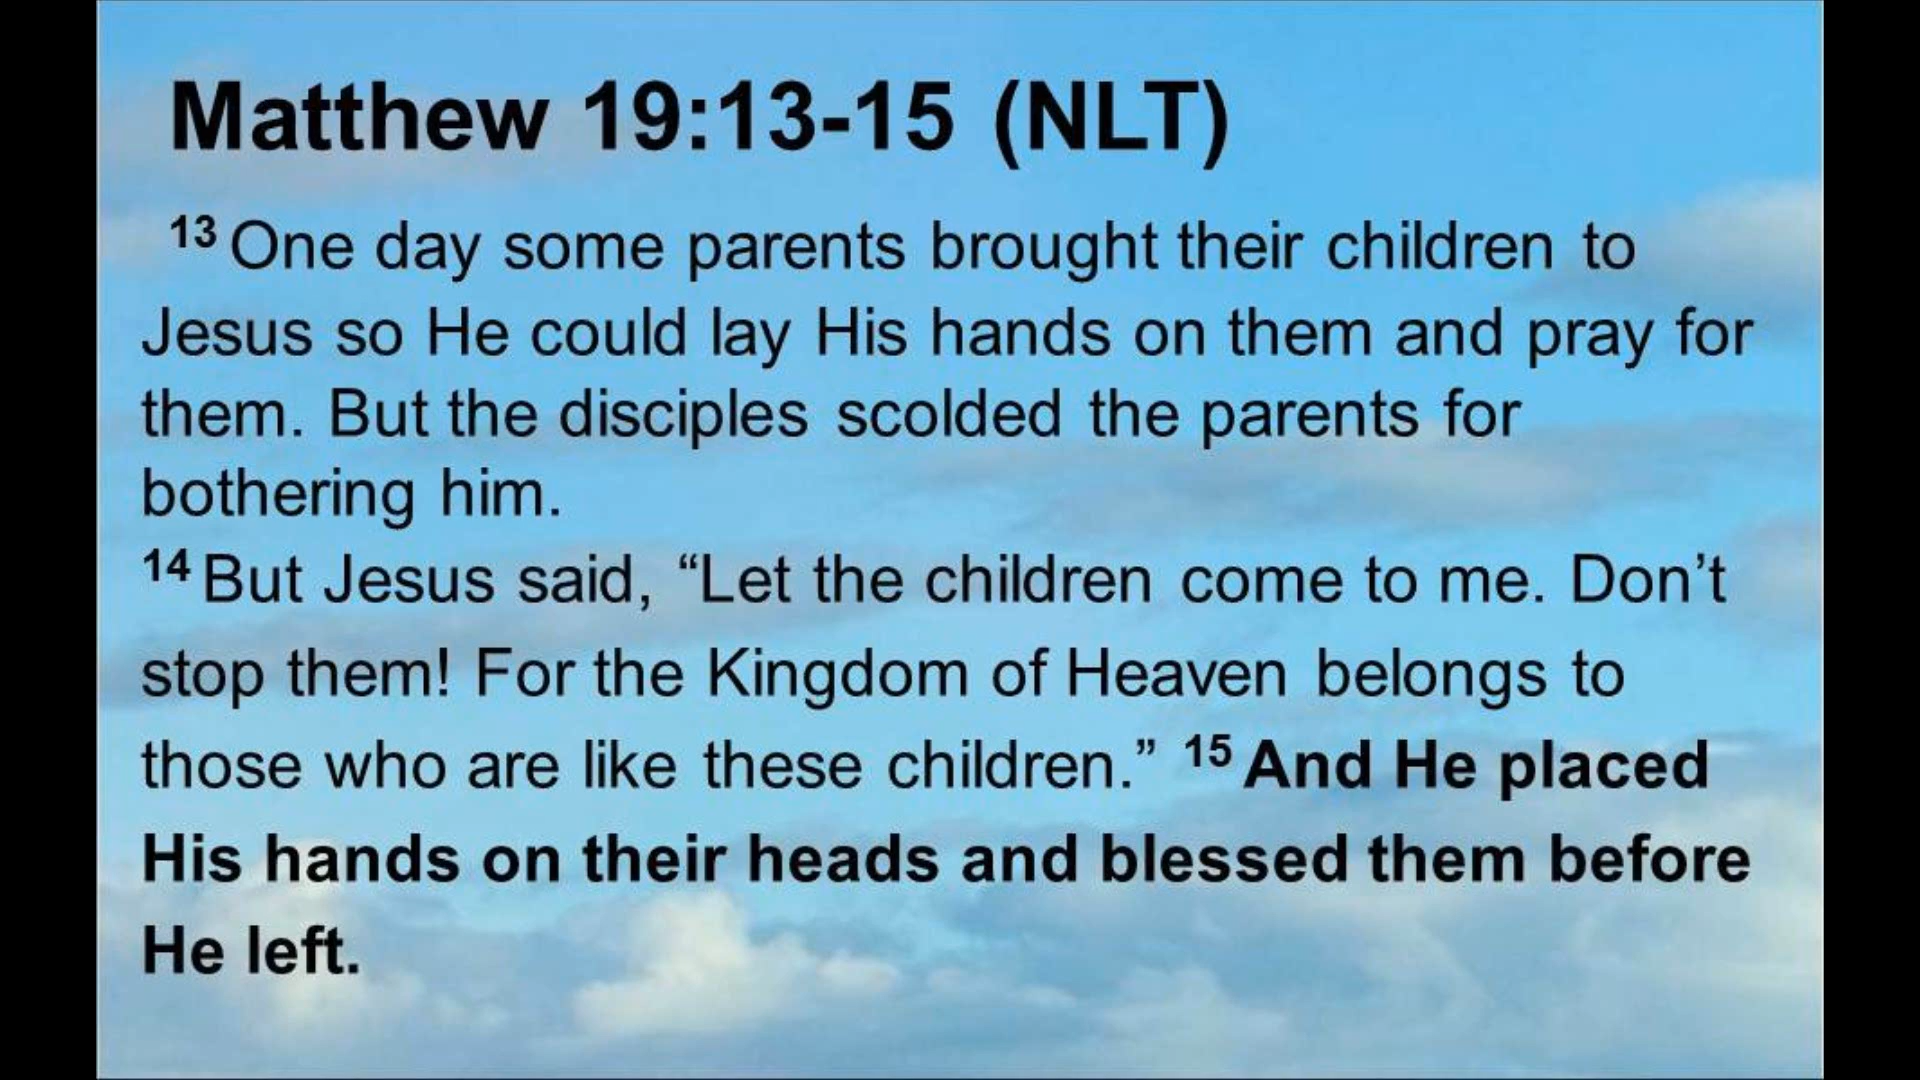 Matthew 19:13-15 (NLT)
13 One day some parents brought their children to
Jesus so He could lay His hands on them and pray for
them. But the disciples scolded the parents for
bothering him.
14 But Jesus said, “Let the children come to me. Don’t
stop them! For the Kingdom of Heaven belongs to
those who are like these children.” 15 And He placed
His hands on their heads and blessed them before
He left.